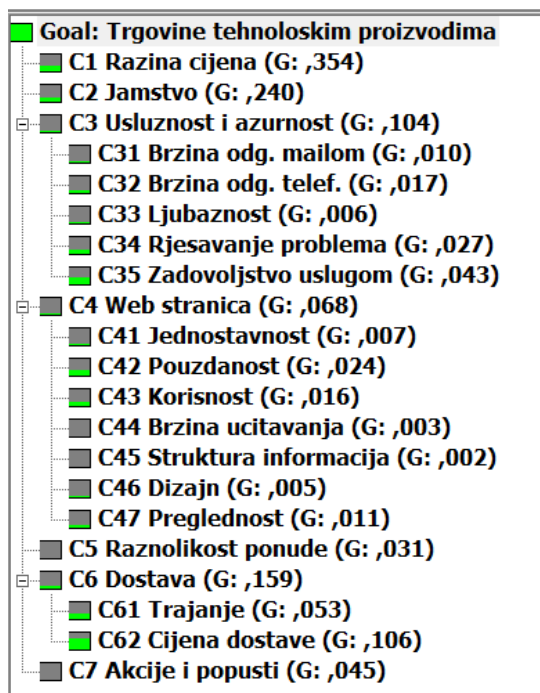 Goal: Trgovine tehnoloskim proizvodima
C1 Razina cijena (G: ,354)
C2 Jamstvo (G: ,240)
C3 Usluznost i azurnost (G: ,104)
C31 Brzina odg. mailom (G: ,010)
C32 Brzina odg. telef. (G: ,017)
C33 Ljubaznost (G: ,006)
C34 Rjesavanje problema (G: ,027)
C35 Zadovoljstvo uslugom (G: ,043)
C4 Web stranica (G: ,068)
C41 Jednostavnost (G: ,007)
C42 Pouzdanost (G: ,024)
C43 Korisnost (G: ,016)
C44 Brzina ucitavanja (G: ,003)
C45 Struktura informacija (G: ,002)
C46 Dizajn (G: ,005)
C47 Preglednost (G: ,011)
C5 Raznolikost ponude (G: ,031)
C6 Dostava (G: ,159)
C61 Trajanje (G: ,053)
C62 Cijena dostave (G: ,106)
C7 Akcije i popusti (G: ,045)